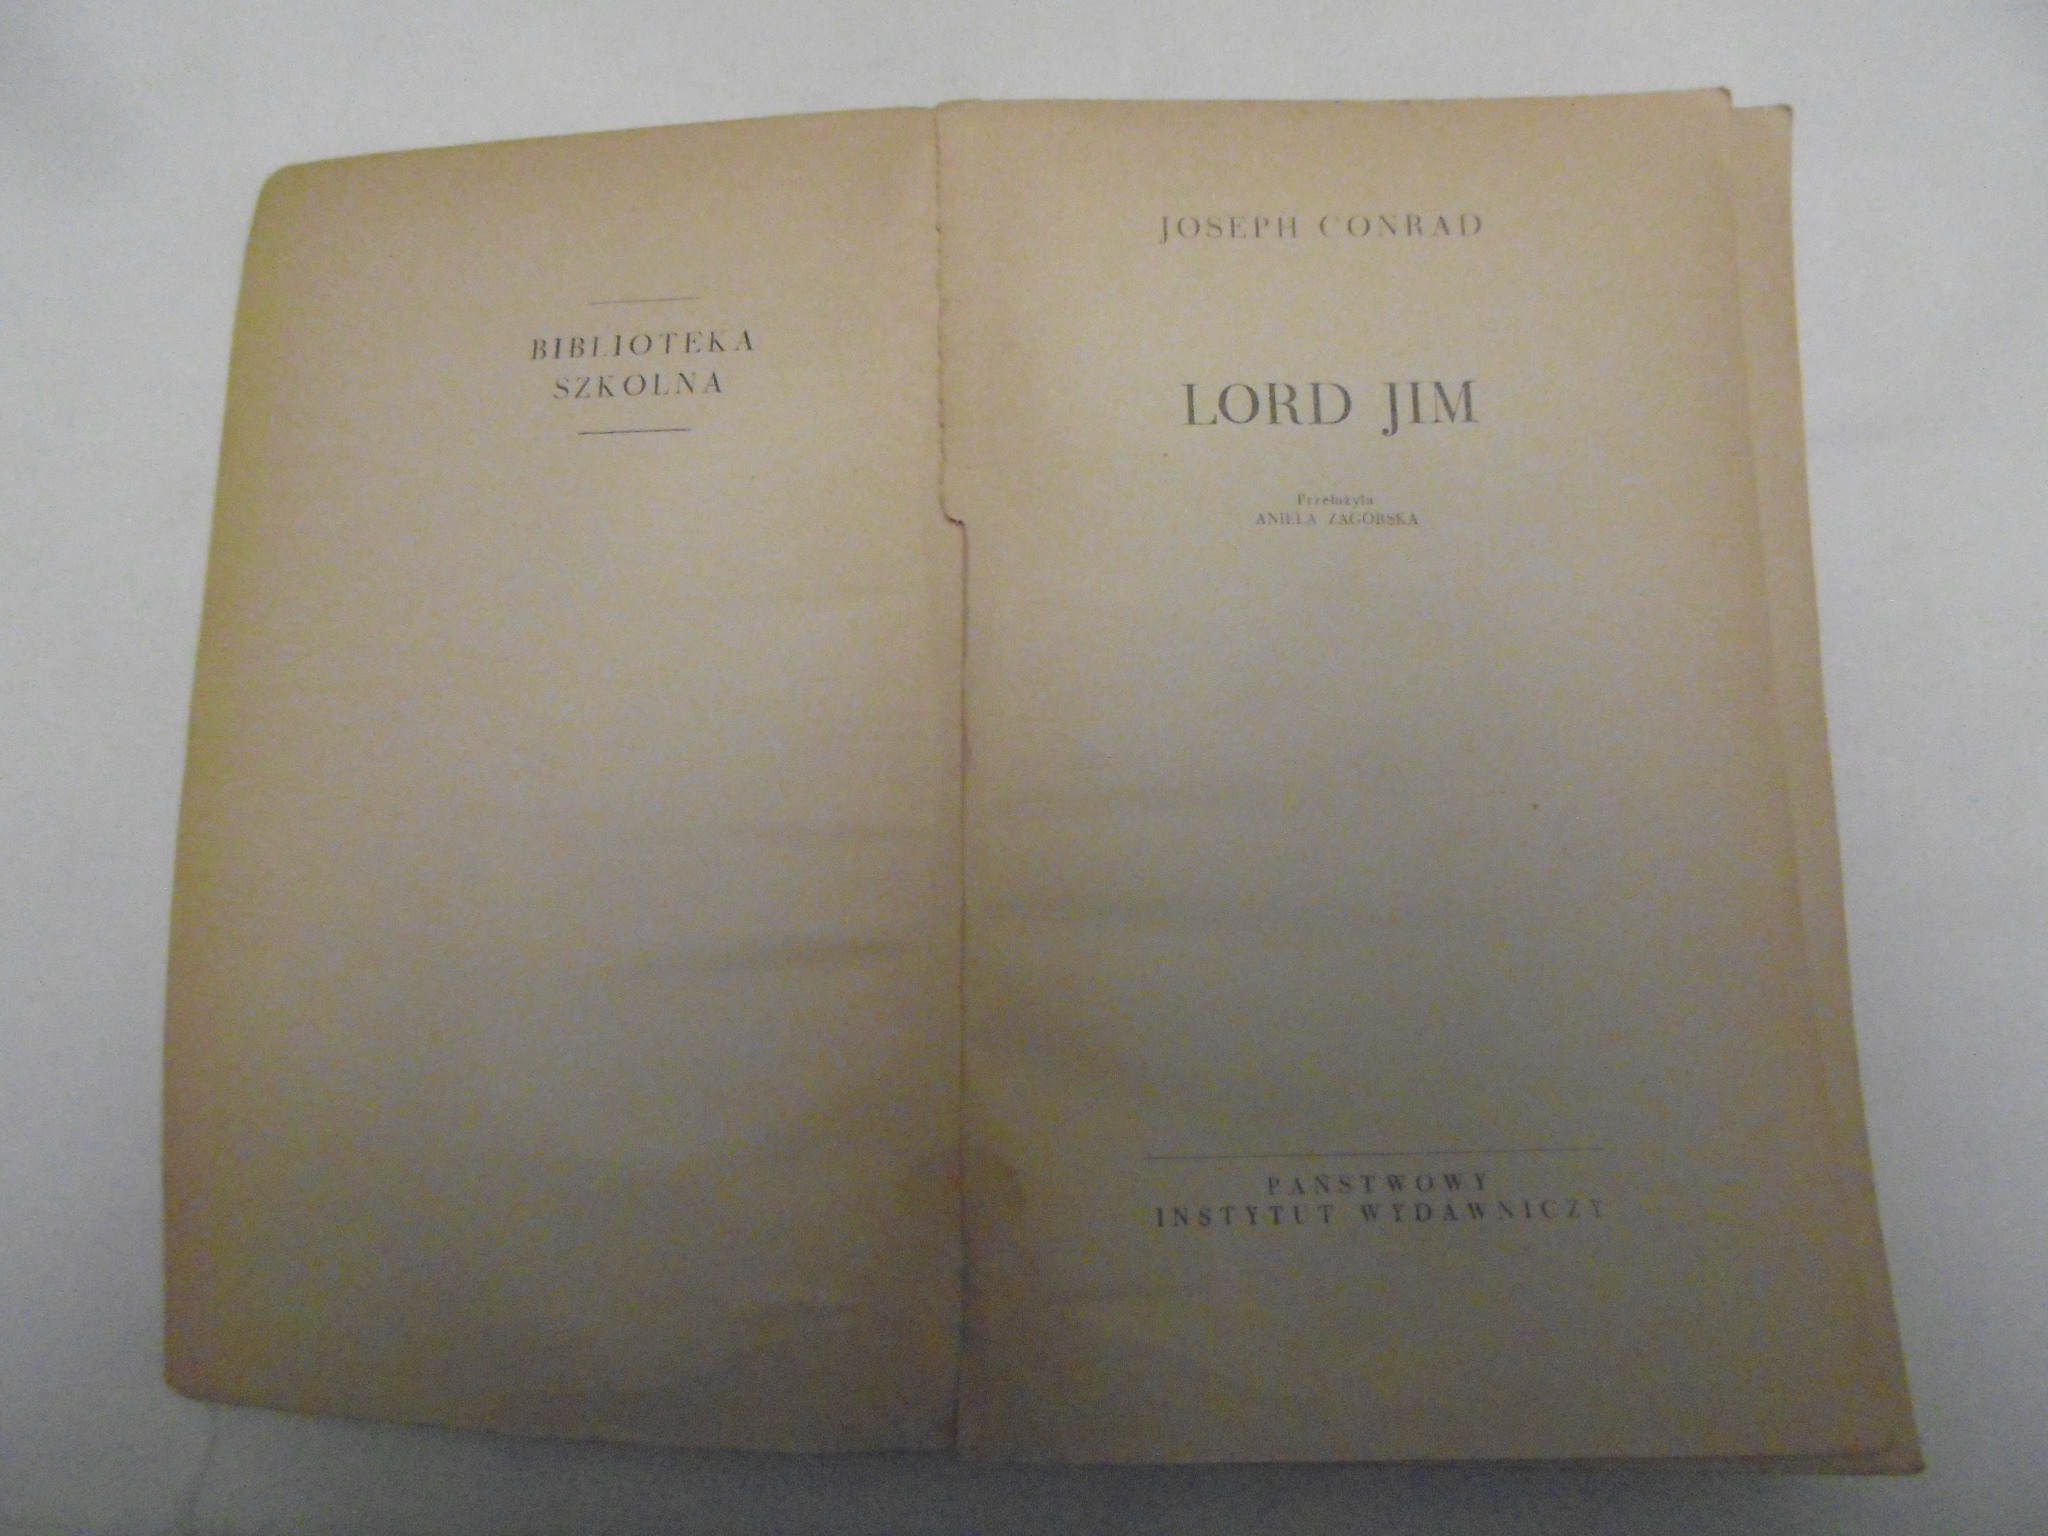 BIBLIOTEKA
SZKOLNA
JOSEPH CONRAD
LORD JIM
Przełożyła
ANIELA ZAGÓRSKA
PAŃSTWOWY
INSTYTUT WYDAWNICZY